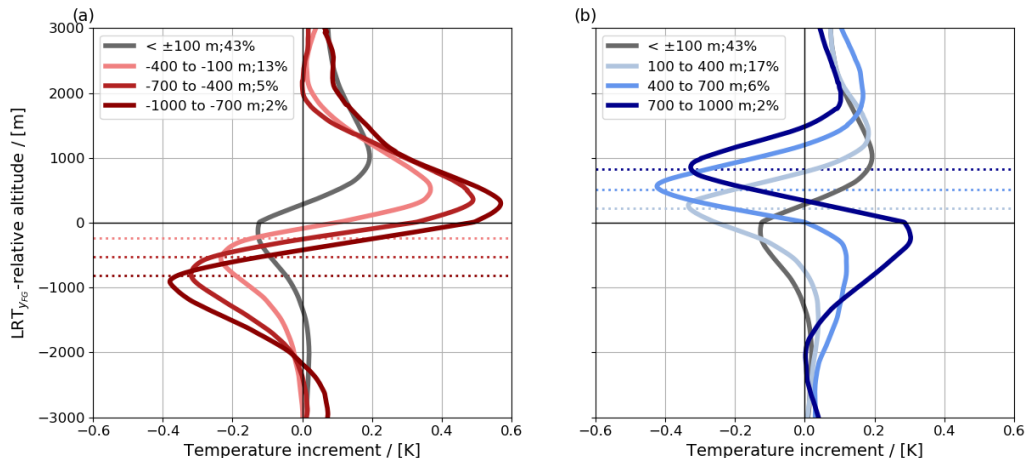 (a)
(b)
3000
2000
1000
0
−1000
−2000
−3000
LRT_{y_{FG}}-relative altitude / [m]
< ±100 m;43%
-400 to -100 m;13%
-700 to -400 m;5%
-1000 to -700 m;2%
< ±100 m;43%
100 to 400 m;17%
400 to 700 m;6%
700 to 1000 m;2%
−0.6 −0.4 −0.2 0.0 0.2 0.4 0.6
−0.6 −0.4 −0.2 0.0 0.2 0.4 0.6
Temperature increment / [K]
Temperature increment / [K]